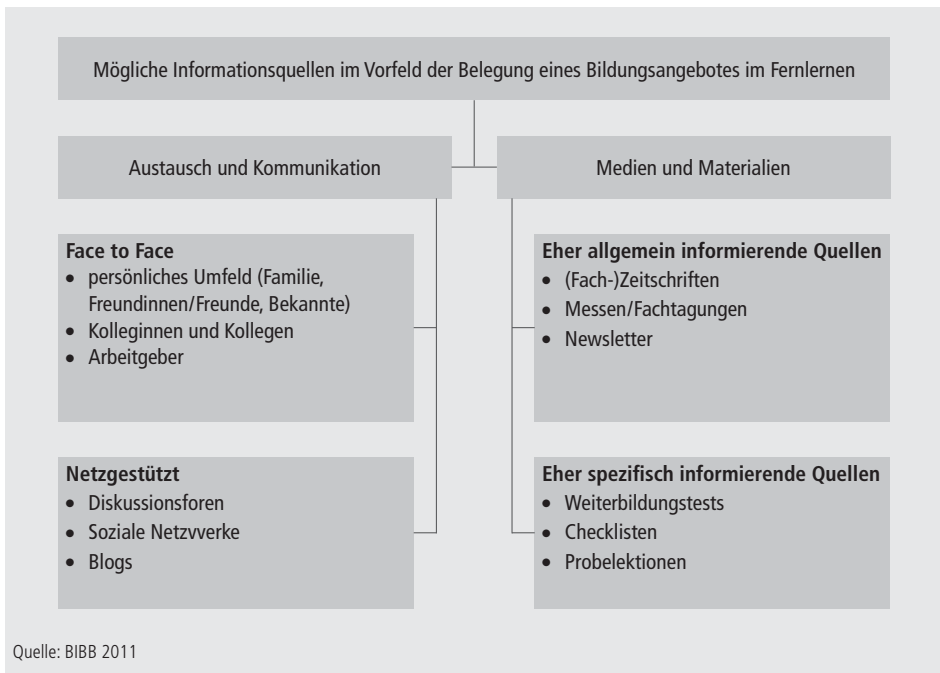 Mögliche Informationsquellen im Vorfeld der Belegung eines Bildungsangebotes im Fernlernen
Austausch und Kommunikation
Medien und Materialien
Face to Face
• persönliches Umfeld (Familie,
Freundinnen/Freunde, Bekannte)
• Kolleginnen und Kollegen
• Arbeitgeber
Netzgestützt
• Diskussionsforen
• Soziale Netzvverke
• Blogs
Eher allgemein informierende Quellen
• (Fach-)Zeitschriften
• Messen/Fachtagungen
• Newsletter
Eher spezifisch informierende Quellen
• Weiterbildungstests
• Checklisten
• Probelektionen
Quelle: BIBB 2011